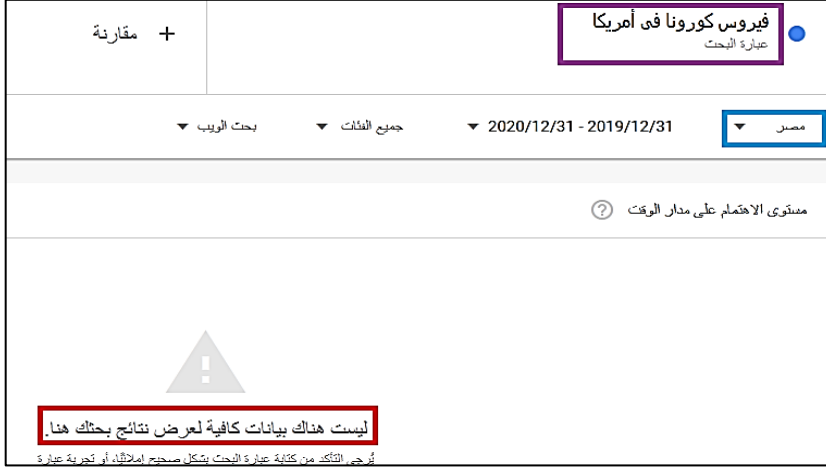 فيروس كورونا فى أمريكا
عبارة البحث
+ مقارنة
مصر
2020/12/31 - 2019/12/31
جميع الفئات
بحث الويب
مستوى الاهتمام على مدار الوقت ?
ليست هناك بيانات كافية لعرض نتائج بحثك هنا.
يُرجى التأكد من كتابة عبارة البحث بشكل صحيح إملائيًا، أو تجربة عبارة